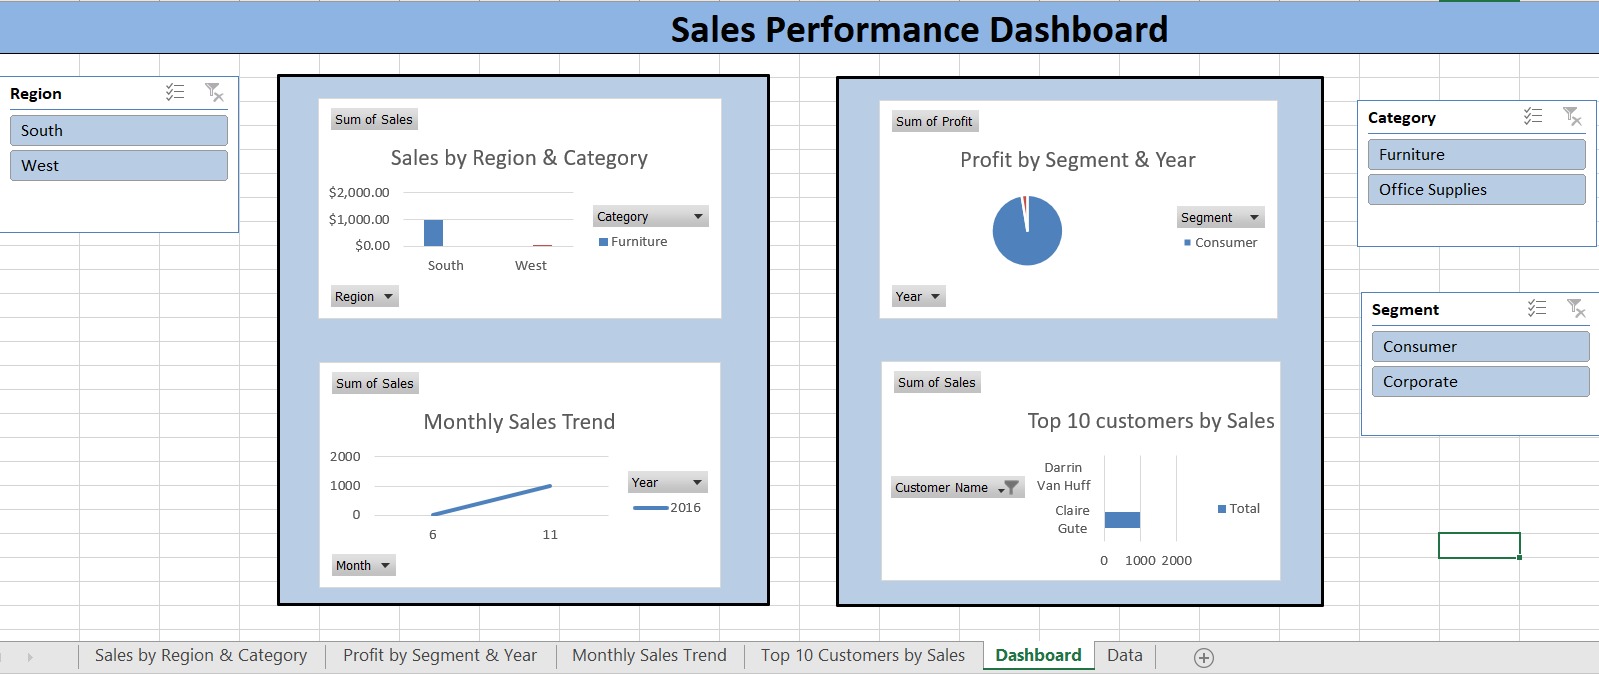 Sales Performance Dashboard
Region
South
West
Sum of Sales
Sales by Region & Category
$2,000.00
$1,000.00
$0.00
South West
Category
Furniture
Region
Sum of Profit
Profit by Segment & Year
Segment
Consumer
Year
Category
Furniture
Office Supplies
Segment
Consumer
Corporate
Sum of Sales
Monthly Sales Trend
2000
1000
0
6 11
Year
2016
Month
Sum of Sales
Top 10 customers by Sales
Customer Name
Darrin
Van Huff
Claire
Gute
0 1000 2000
Total
Sales by Region & Category Profit by Segment & Year Monthly Sales Trend Top 10 Customers by Sales Dashboard Data